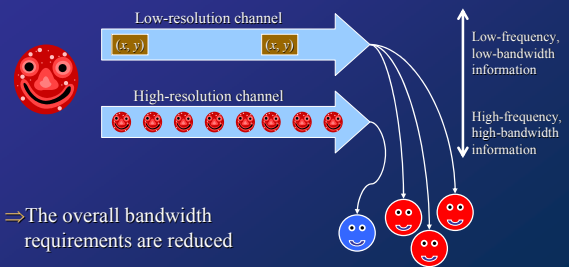 Low-resolution channel
(x, y)
(x, y)
High-resolution channel
Low-frequency,
low-bandwidth
information
High-frequency,
high-bandwidth
information
⇒The overall bandwidth
requirements are reduced